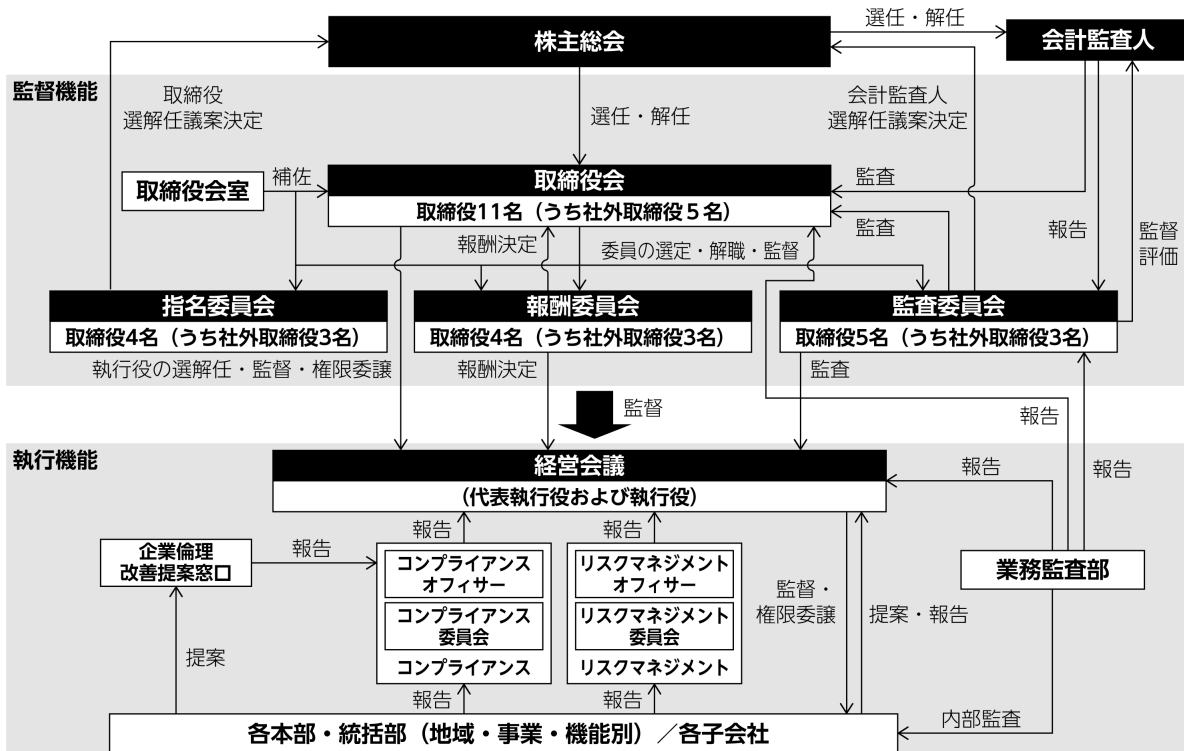 株主総会
選任・解任
会計監査人
監督機能
取締役
選解任議案決定
選任・解任
会計監査人
選解任議案決定
取締役会室
補佐
取締役会
取締役11名（うち社外取締役５名）
監査
監査
報告
監督
評価
報酬決定
委員の選定・解職・監督
指名委員会
取締役4名（うち社外取締役3名）
報酬委員会
取締役4名（うち社外取締役3名）
監査委員会
取締役5名（うち社外取締役3名）
執行役の選解任・監督・権限委譲
報酬決定
監査
監督
報告
執行機能
経営会議
（代表執行役および執行役）
報告
報告
報告
報告
企業倫理
改善提案窓口
報告
コンプライアンス
オフィサー
コンプライアンス
委員会
コンプライアンス
リスクマネジメント
オフィサー
リスクマネジメント
委員会
リスクマネジメント
監督・
権限委譲
提案・報告
業務監査部
提案
報告
報告
内部監査
各本部・統括部（地域・事業・機能別）／各子会社